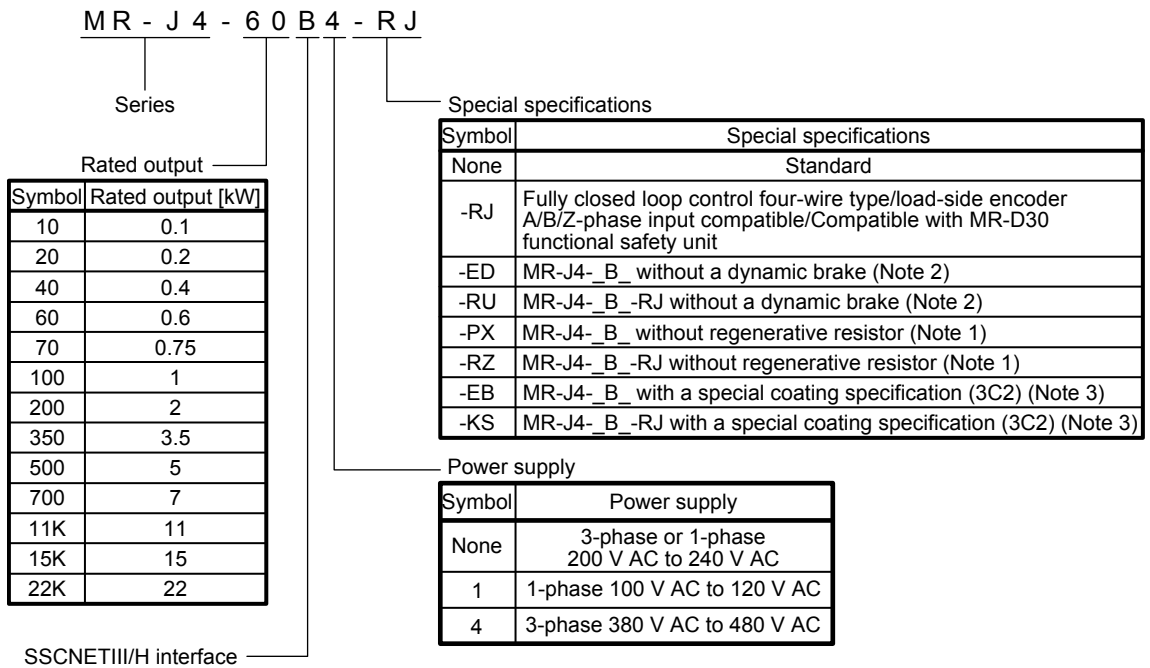 MR-J4-60B4-RJ
Series
Rated output
Symbol Rated output [kW]
10 0.1
20 0.2
40 0.4
60 0.6
70 0.75
100 1
200 2
350 3.5
500 5
700 7
11K 11
15K 15
22K 22
SSCNETIII/H interface
Special specifications
Symbol Special specifications
None Standard
-RJ Fully closed loop control four-wire type/load-side encoder
A/B/Z-phase input compatible/Compatible with MR-D30
functional safety unit
-ED MR-J4-_B_ without a dynamic brake (Note 2)
-RU MR-J4-_B_-RJ without a dynamic brake (Note 2)
-PX MR-J4-_B_ without regenerative resistor (Note 1)
-RZ MR-J4-_B_-RJ without regenerative resistor (Note 1)
-EB MR-J4-_B_ with a special coating specification (3C2) (Note 3)
-KS MR-J4-_B_-RJ with a special coating specification (3C2) (Note 3)
Power supply
Symbol Power supply
None 3-phase or 1-phase
200 V AC to 240 V AC
1 1-phase 100 V AC to 120 V AC
4 3-phase 380 V AC to 480 V AC